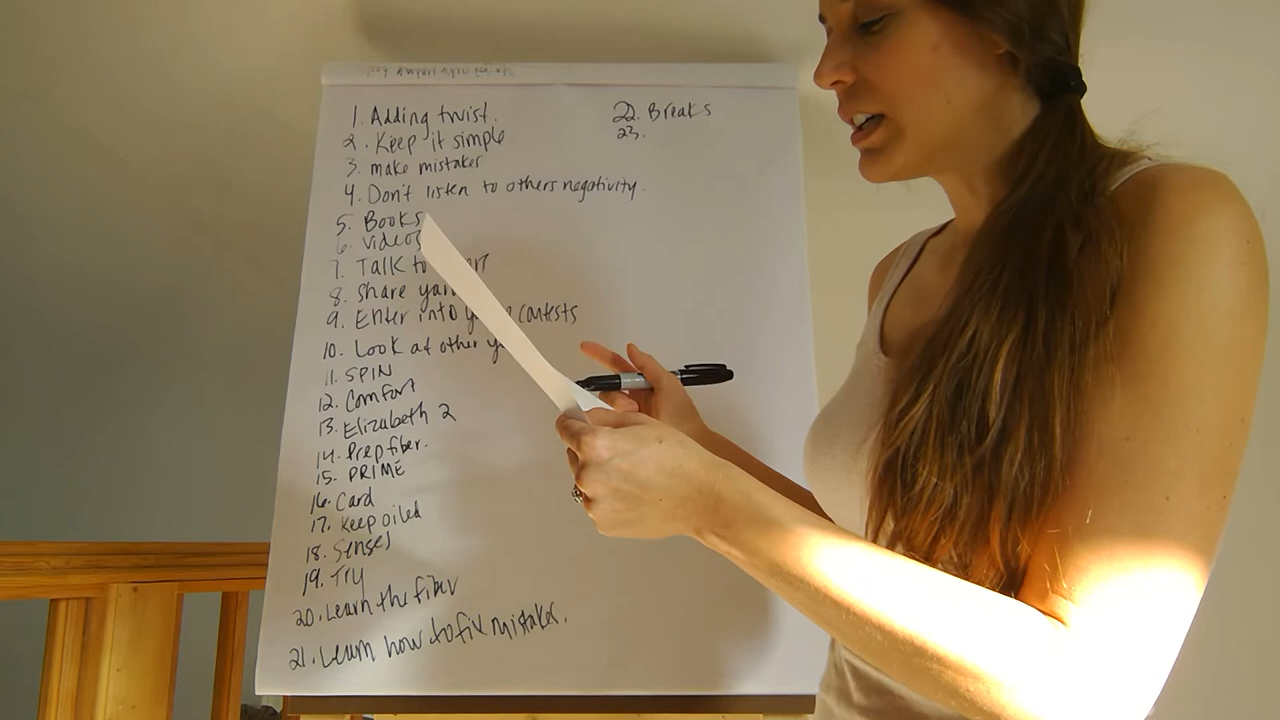 1. Adding twist.
2. Keep it simple
3. make mistakes
4. Don't listen to others negativity.
5. Books
6. Videos
7. Talk to
8. Share yarn
9. Enter into contests
10. Look at other
11. SPIN
12. Comfort
13. Elizabeth 2
14. Prep fiber.
15. PRIME
16. Card
17. Keep oiled
18. Senses
19. Try
20. Learn the fiber
21. Learn how to fix mistakes.
22. Breaks
23.